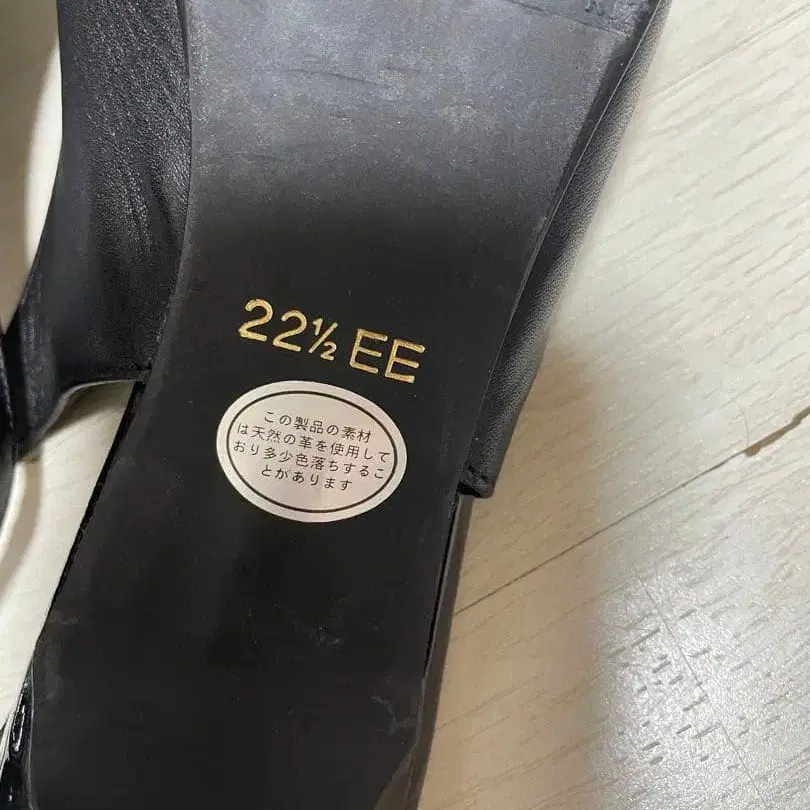 22½ EE
この製品の素材
は天然の革を使用して
おり多少色落ちするこ
とがあります